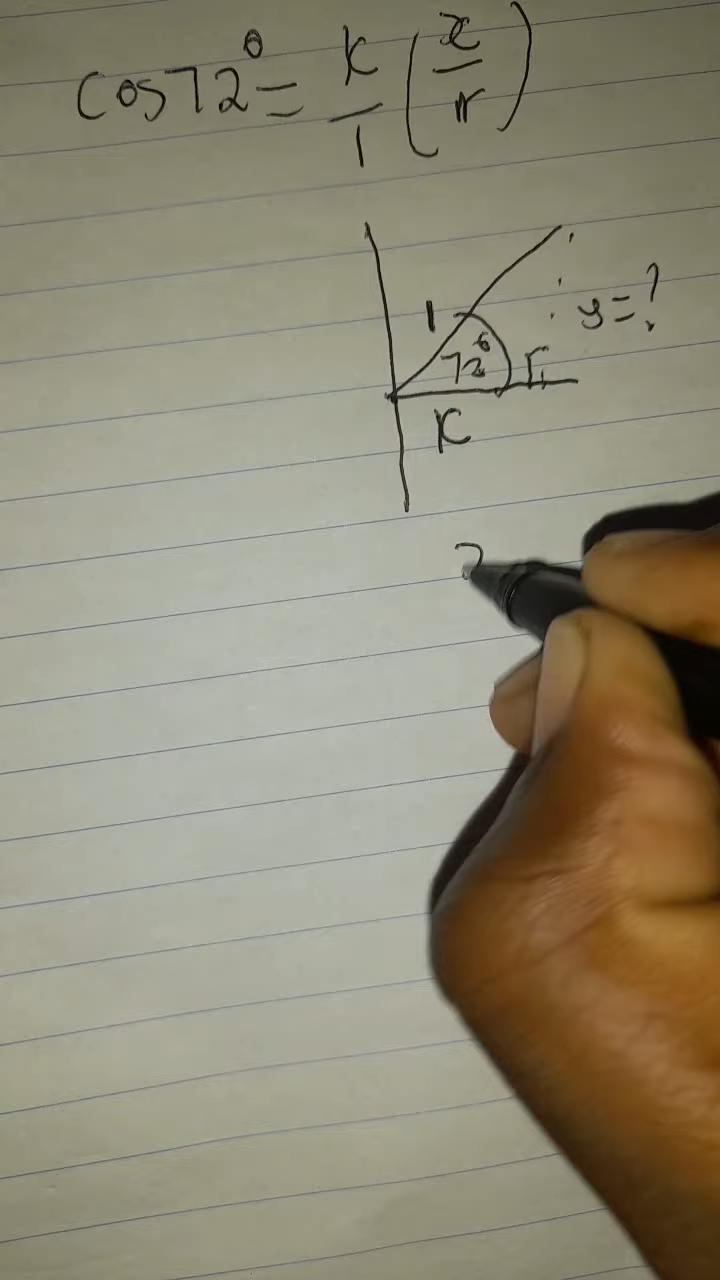 cos72° = k/1 (x/r)
1
y=?
72°
k